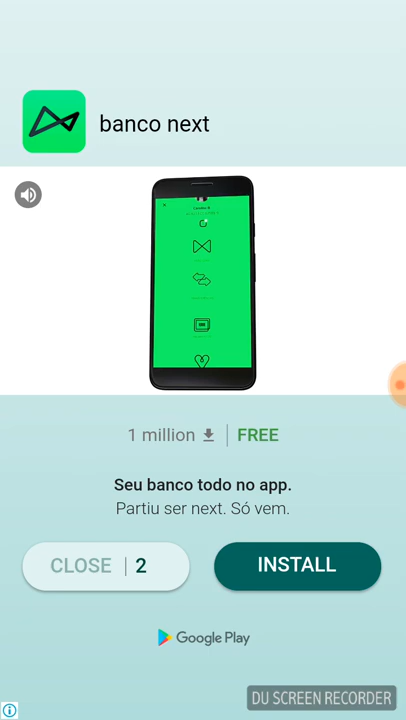 banco next
1 million | FREE
Seu banco todo no app.
Partiu ser next. Só vem.
CLOSE | 2
INSTALL
Google Play
DU SCREEN RECORDER